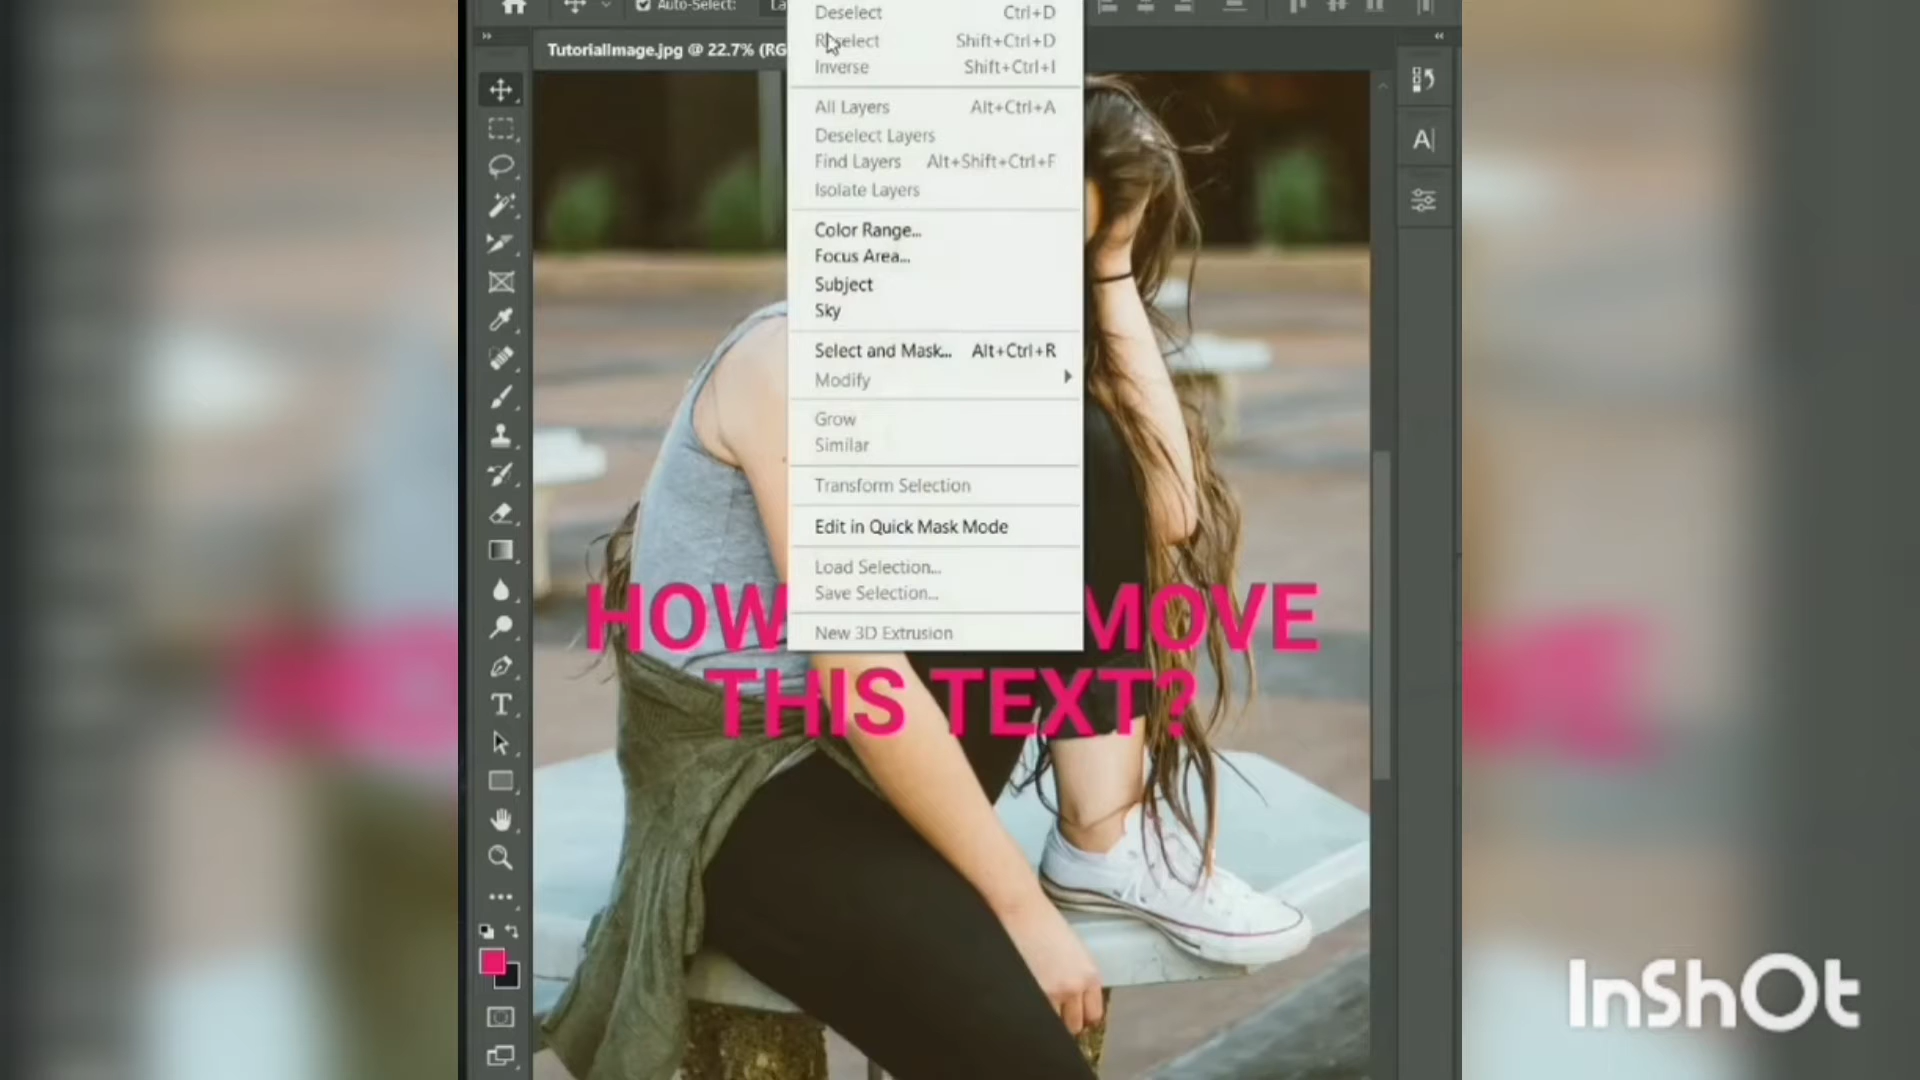 Auto-Select:
La
TutorialImage.jpg @ 22.7% (RG
Deselect Ctrl+D
Reselect Shift+Ctrl+D
Inverse Shift+Ctrl+I
All Layers Alt+Ctrl+A
Deselect Layers
Find Layers Alt+Shift+Ctrl+F
Isolate Layers
Color Range...
Focus Area...
Subject
Sky
Select and Mask... Alt+Ctrl+R
Modify
Grow
Similar
Transform Selection
Edit in Quick Mask Mode
Load Selection...
Save Selection...
New 3D Extrusion
HOW MOVE
THIS TEXT?
InShOt